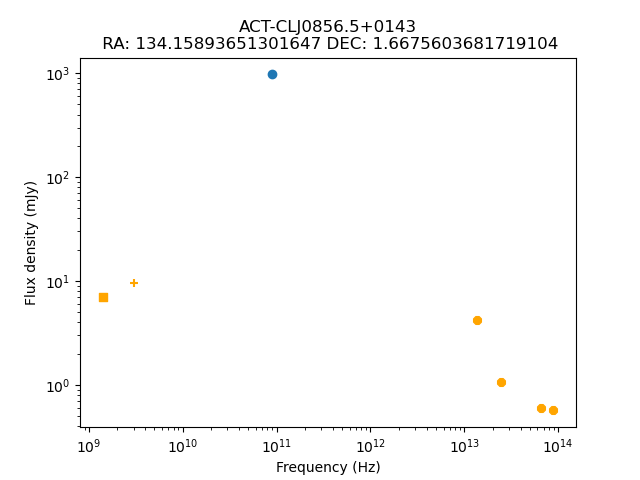 ACT-CLJ0856.5+0143
RA: 134.15893651301647 DEC: 1.6675603681719104
10³
10²
10¹
10⁰
Flux density (mJy)
10⁹
10¹⁰
10¹¹
10¹²
10¹³
10¹⁴
Frequency (Hz)